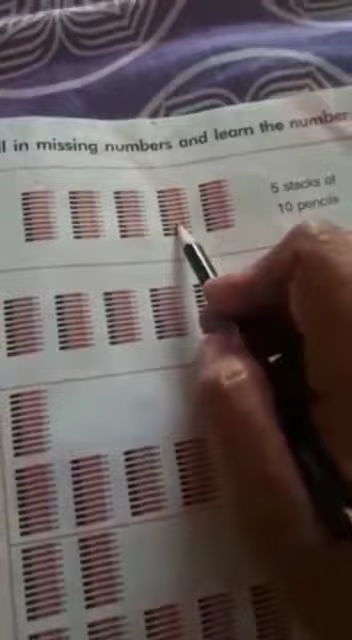 in missing numbers and learn the number
5 stacks of
10 pencils